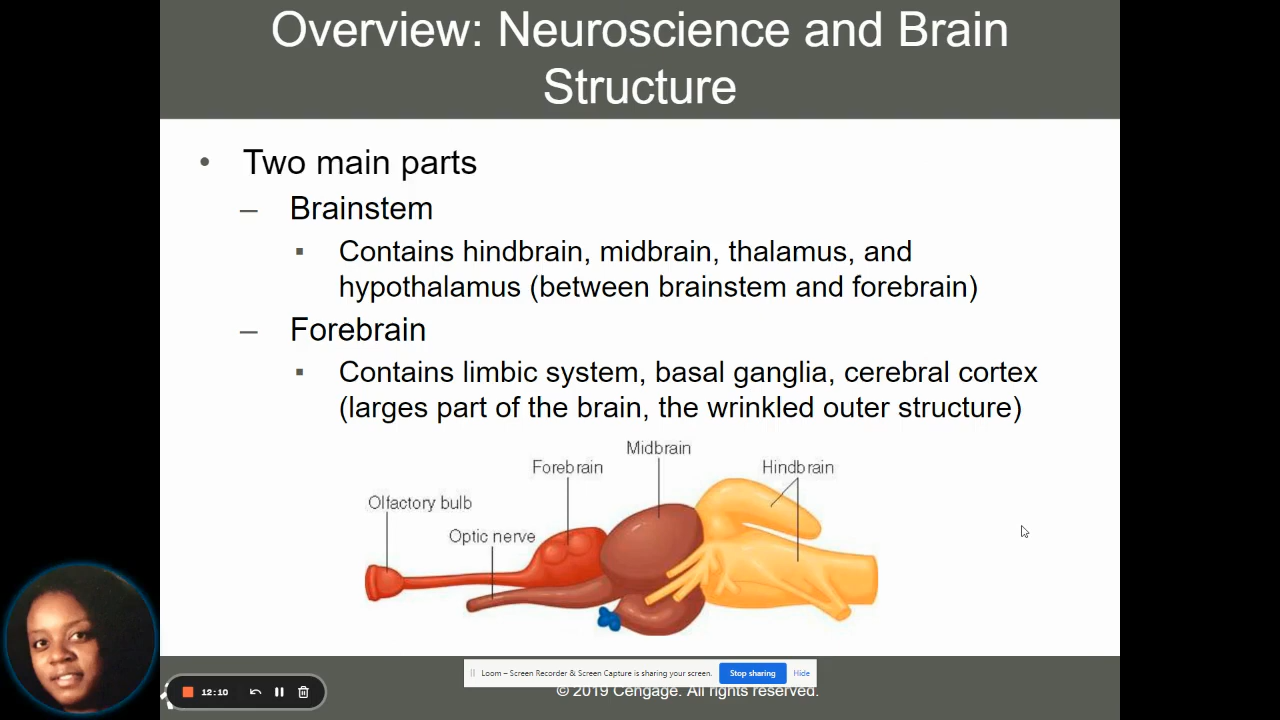 Overview: Neuroscience and Brain
Structure
• Two main parts
– Brainstem
▪ Contains hindbrain, midbrain, thalamus, and
hypothalamus (between brainstem and forebrain)
– Forebrain
▪ Contains limbic system, basal ganglia, cerebral cortex
(larges part of the brain, the wrinkled outer structure)
Midbrain
Forebrain
Hindbrain
Olfactory bulb
Optic nerve
Loom – Screen Recorder & Screen Capture is sharing your screen. Stop sharing Hide
12:10
© 2019 Cengage. All rights reserved.